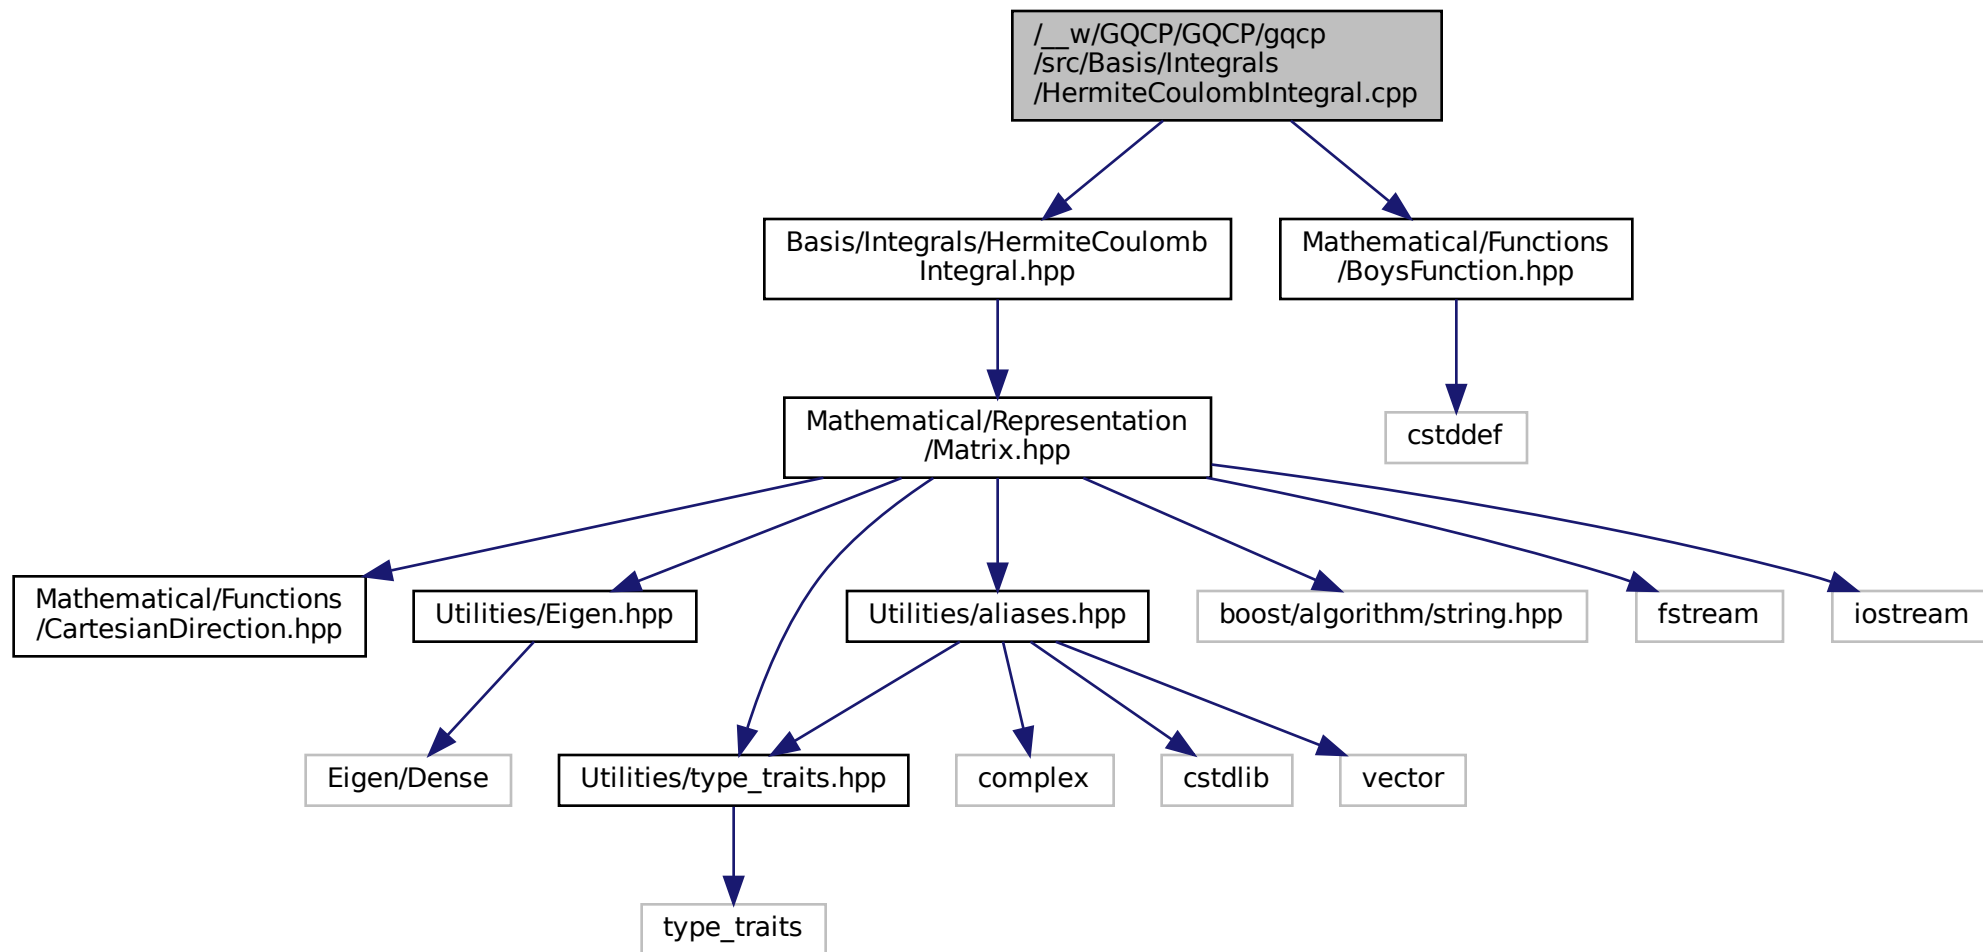 /__w/GQCP/GQCP/gqcp
/src/Basis/Integrals
/HermiteCoulombIntegral.cpp
Basis/Integrals/HermiteCoulomb
Integral.hpp
Mathematical/Functions
/BoysFunction.hpp
Mathematical/Representation
/Matrix.hpp
cstddef
Mathematical/Functions
/CartesianDirection.hpp
Utilities/Eigen.hpp
Utilities/aliases.hpp
boost/algorithm/string.hpp
fstream
iostream
Eigen/Dense
Utilities/type_traits.hpp
complex
cstdlib
vector
type_traits